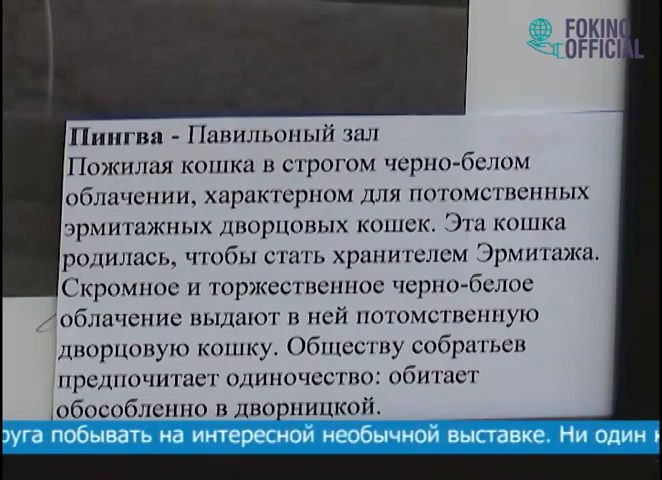 FOKINO
OFFICIAL
Пингва - Павильоный зал
Пожилая кошка в строгом черно-белом
облачении, характерном для потомственных
эрмитажных дворцовых кошек. Эта кошка
родилась, чтобы стать хранителем Эрмитажа.
Скромное и торжественное черно-белое
облачение выдают в ней потомственную
дворцовую кошку. Обществу собратьев
предпочитает одиночество: обитает
обособленно в дворницкой.
руга побывать на интересной необычной выставке. Ни один к